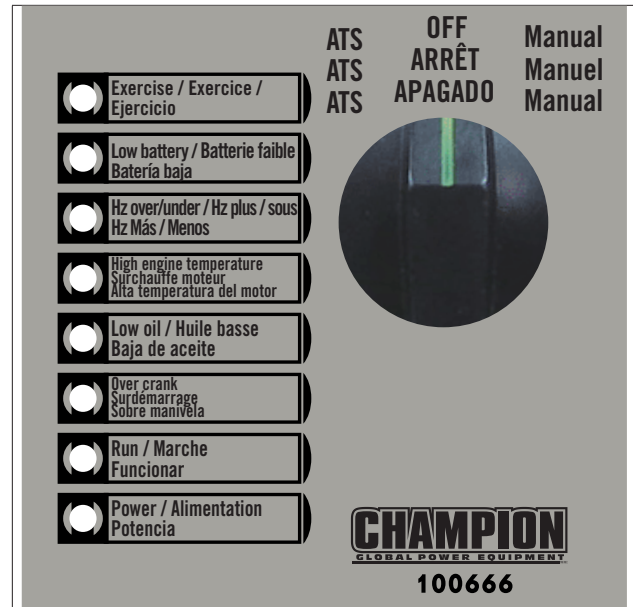 ATS OFF Manual
ATS ARRÊT Manuel
ATS APAGADO Manual
Exercise / Exercice /
Ejercicio
Low battery / Batterie faible
Batería baja
Hz over/under / Hz plus / sous
Hz Más / Menos
High engine temperature
Surchauffe moteur
Alta temperatura del motor
Low oil / Huile basse
Baja de aceite
Over crank
Surdémarrage
Sobre manivela
Run / Marche
Funcionar
Power / Alimentation
Potencia
CHAMPION
GLOBAL POWER EQUIPMENT
100666